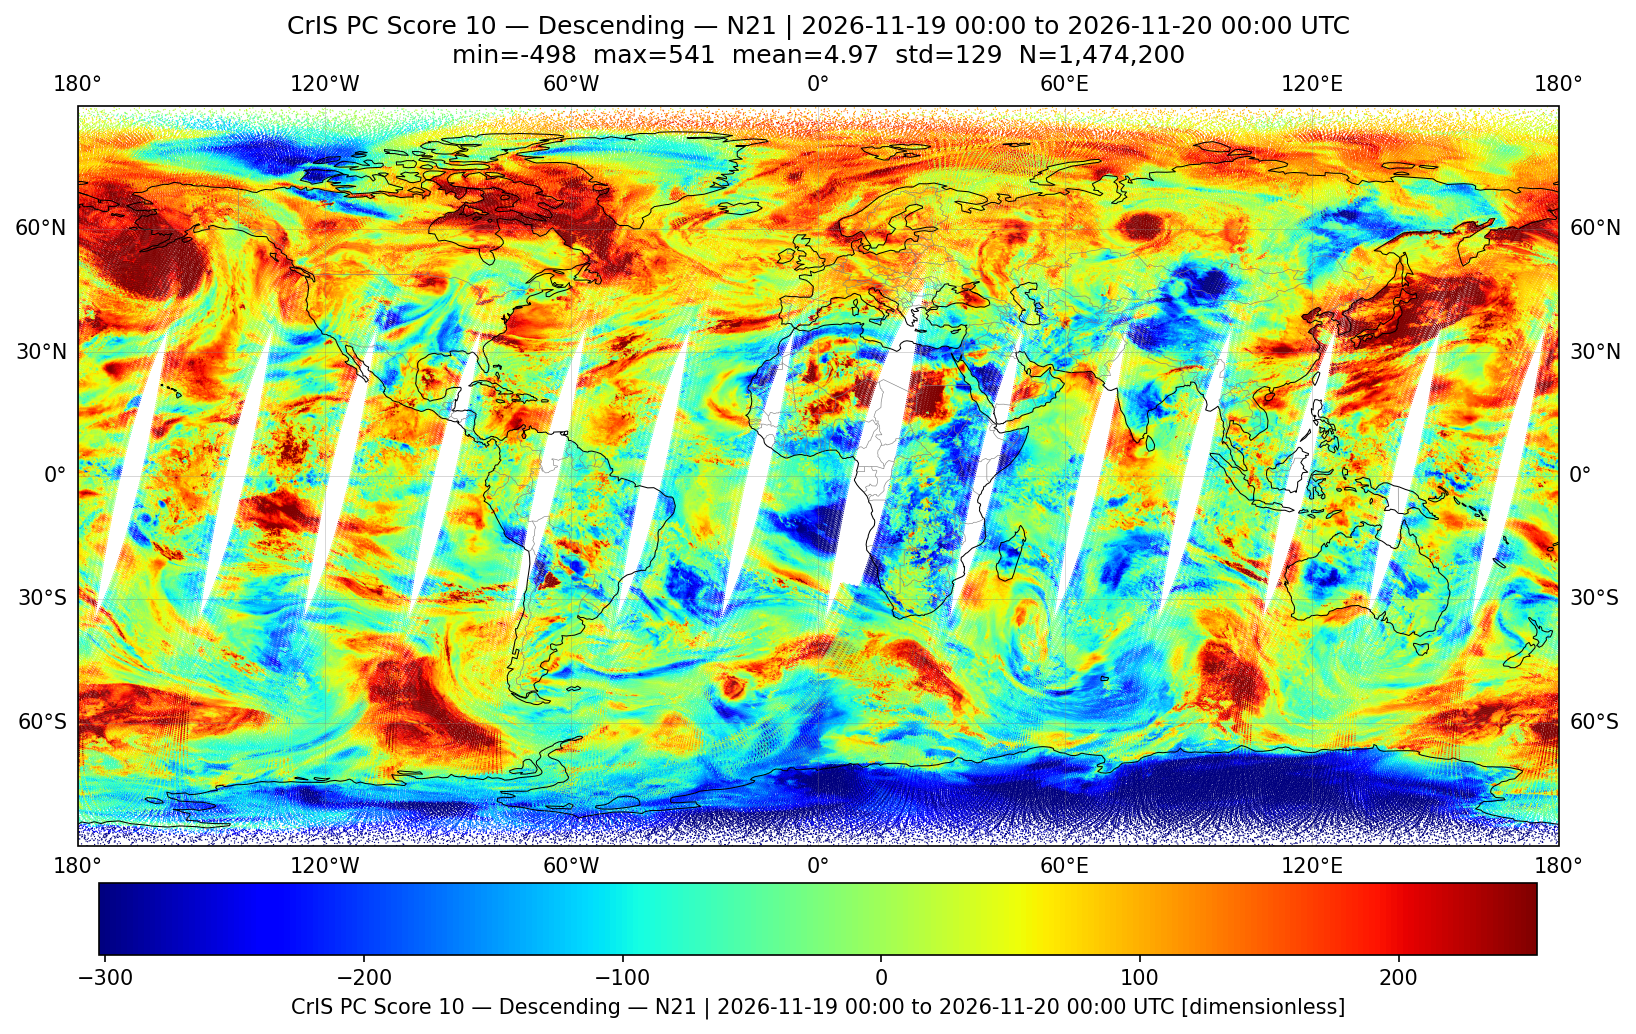 CrIS PC Score 10 — Descending — N21 | 2026-11-19 00:00 to 2026-11-20 00:00 UTC
min=-498  max=541  mean=4.97  std=129  N=1,474,200
180° 120°W 60°W 0° 60°E 120°E 180°
60°N 60°N
30°N 30°N
0° 0°
30°S 30°S
60°S 60°S
180° 120°W 60°W 0° 60°E 120°E 180°
−300 −200 −100 0 100 200
CrIS PC Score 10 — Descending — N21 | 2026-11-19 00:00 to 2026-11-20 00:00 UTC [dimensionless]